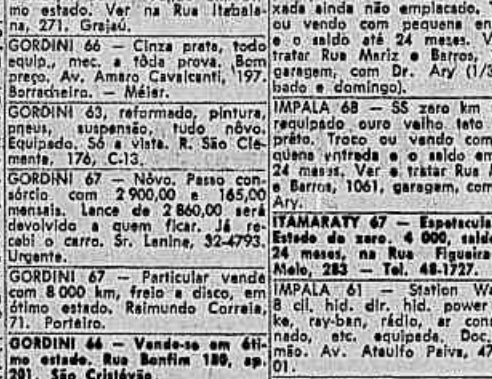 mo estado. Ver na Rua Itabaia-
na, 271. Grajaú.
GORDINI 66 — Cinza prata, todo
equip., mec. a tôda prova. Bom
preço. Av. Amaro Cavalcanti, 197.
Borracheiro. — Méier.
GORDINI 63, reformado, pintura,
pneus, suspensão, tudo nôvo.
Equipado. Só a vista. R. São Cle-
mente, 176, C-13.
GORDINI 67 — Nôvo. Passo con-
sórcio com 2 900,00 e 165,00
mensais. Lance de 2 860,00 será
devolvido a quem ficar. Já re-
cebi o carro. Sr. Lenine, 32-4793.
Urgente.
GORDINI 67 — Particular vende
com 8 000 km, freio a disco, em
ótimo estado. Raimundo Correia,
71. Porteiro.
GORDINI 66 — Vende-se em óti-
mo estado. Rua Bonfim 180, ap.
201. São Cristóvão.
xada ainda não emplacado.
ou vendo com pequena en
e o saldo até 24 meses. V
tratar Rua Mariz e Barros,
garagem, com Dr. Ary (1/3
bado e domingo).
IMPALA 68 — SS zero km
requipado ouro velho teto
prêto. Troco ou vendo com
quena entrada e o saldo em
24 meses. Ver e tratar Rua
e Barros, 1061, garagem, com
Ary.
ITAMARATY 67 — Espetacula
Estado de zero. 4 000, saldo
24 meses, na Rua Figueira
Melo, 283 — Tel. 48-1727.
IMPALA 61 — Station Wa
8 cil. hid. dir. hid. power
ke, ray-ban, rádio, ar con
nado, etc. equipada. Doc.
mão. Av. Ataulfo Paiva, 47
01.